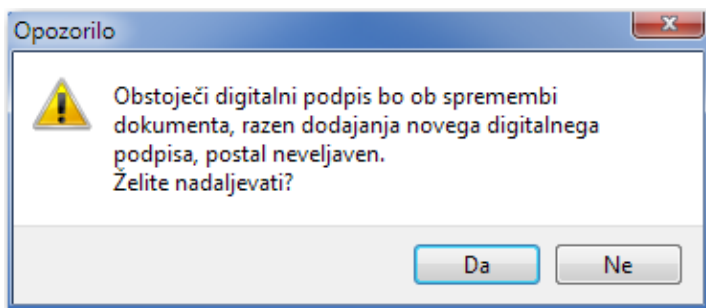 Opozorilo
Obstoječi digitalni podpis bo ob spremembi
dokumenta, razen dodajanja novega digitalnega
podpisa, postal neveljaven.
Želite nadaljevati?
Da
Ne